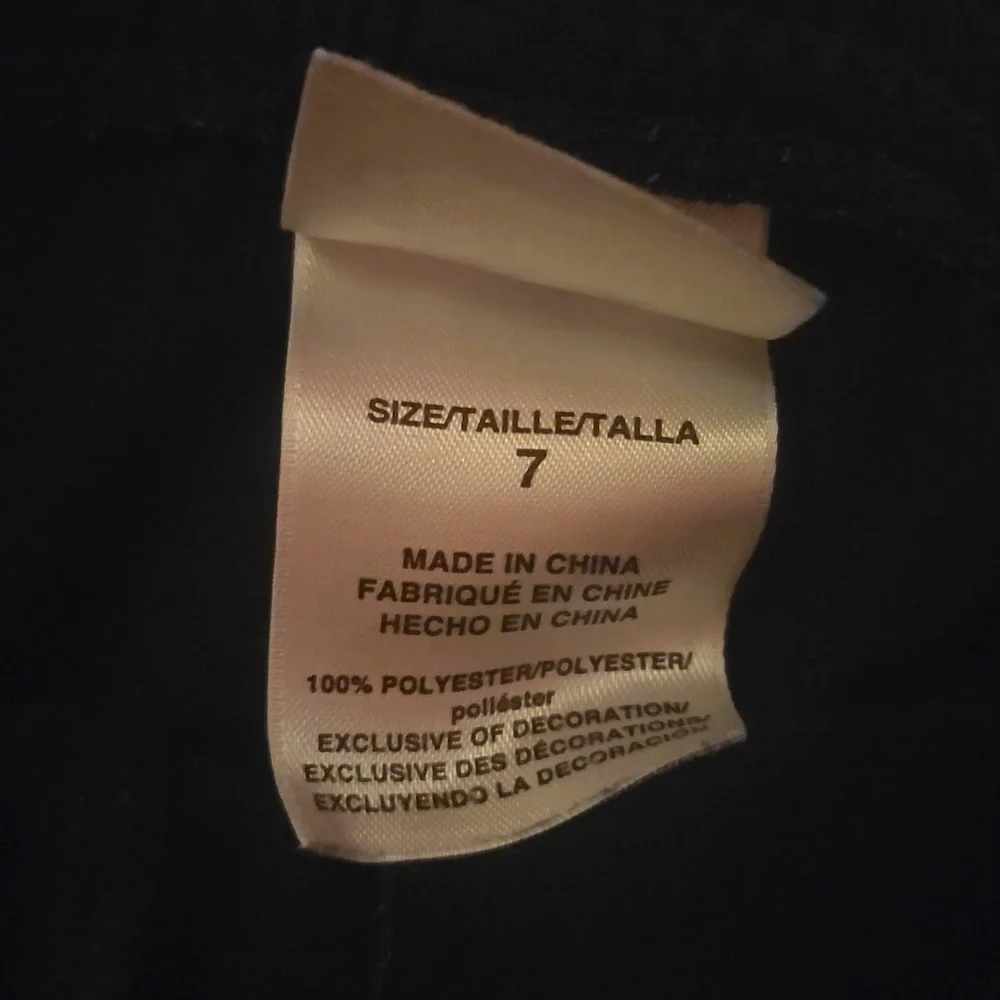 SIZE/TAILLE/TALLA
7
MADE IN CHINA
FABRIQUÉ EN CHINE
HECHO EN CHINA
100% POLYESTER/POLYESTER/
poliéster
EXCLUSIVE OF DECORATION/
EXCLUSIVE DES DÉCORATIONS/
EXCLUYENDO LA DECORACIÓN